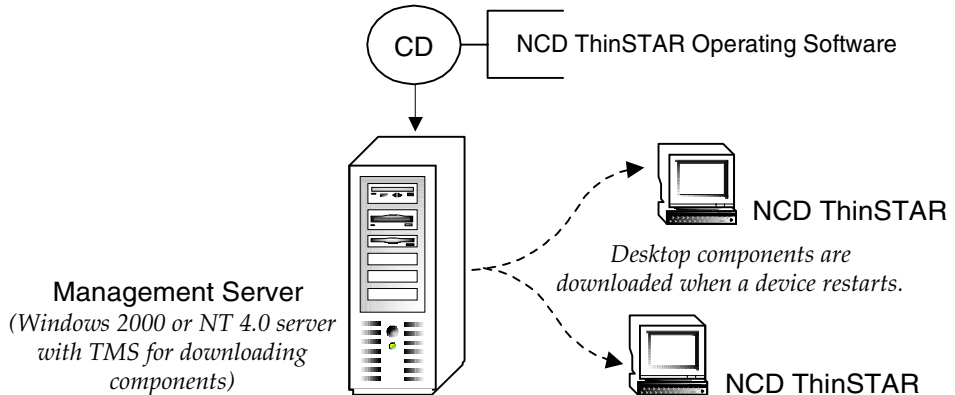 CD
NCD ThinSTAR Operating Software
NCD ThinSTAR
Desktop components are
downloaded when a device restarts.
Management Server
(Windows 2000 or NT 4.0 server
with TMS for downloading
components)
NCD ThinSTAR